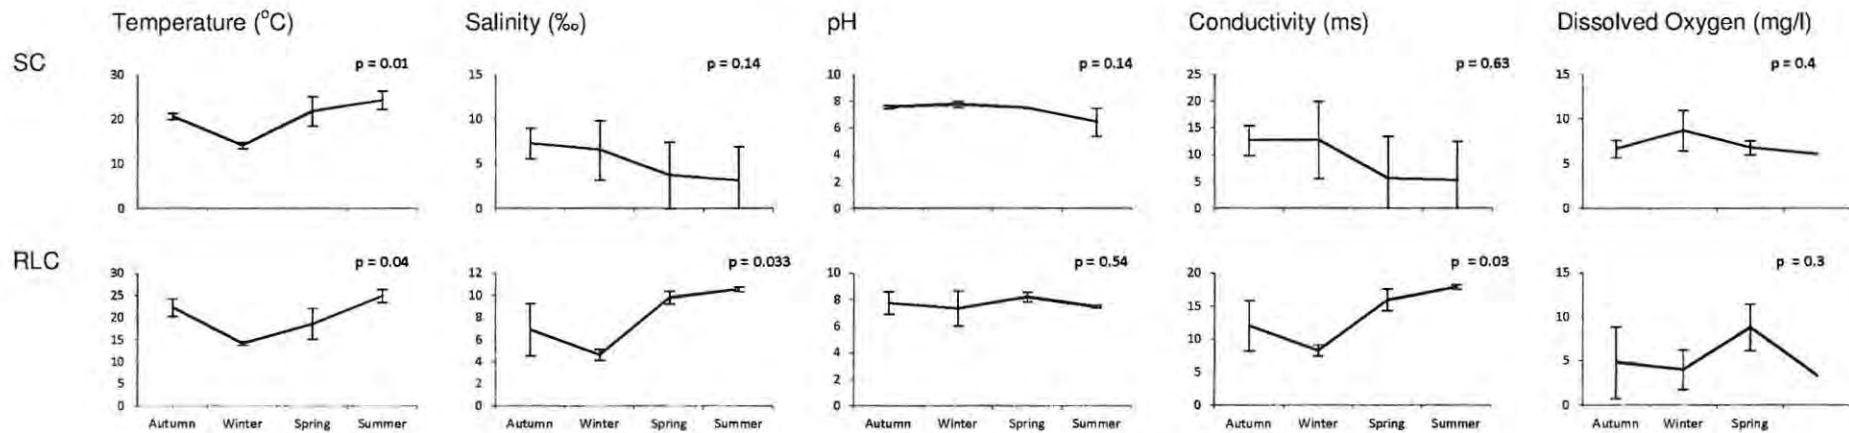 Temperature (°C) Salinity (‰) pH Conductivity (ms) Dissolved Oxygen (mg/l)
SC
p = 0.01 p = 0.14 p = 0.14 p = 0.63 p = 0.4
30 15 10 25 15
20 10 8 20 10
10 5 6 15 5
0 0 4 10 0
2 5
0 0
RLC
p = 0.04 p = 0.033 p = 0.54 p = 0.03 p = 0.3
30 12 10 20 15
25 10 8 15 10
20 8 6 10 5
15 6 4 5 0
10 4 2 0
5 2 0
0 0
Autumn Winter Spring Summer Autumn Winter Spring Summer Autumn Winter Spring Summer Autumn Winter Spring Summer Autumn Winter Spring